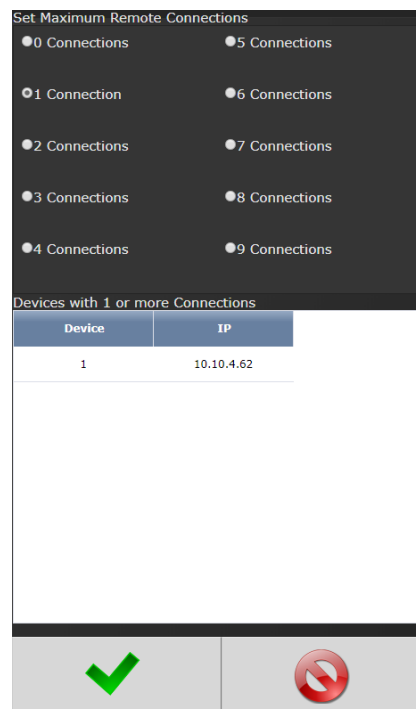 Set Maximum Remote Connections
0 Connections 5 Connections
1 Connection 6 Connections
2 Connections 7 Connections
3 Connections 8 Connections
4 Connections 9 Connections
Devices with 1 or more Connections
Device IP
1 10.10.4.62